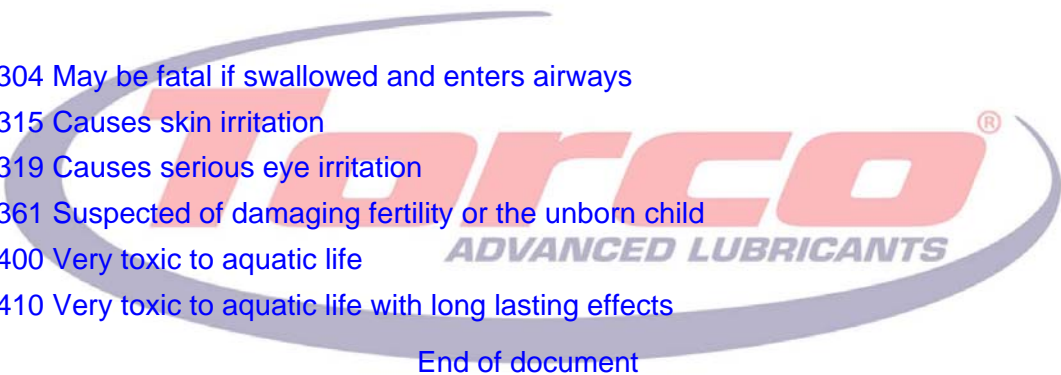 304 May be fatal if swallowed and enters airways
315 Causes skin irritation
319 Causes serious eye irritation
361 Suspected of damaging fertility or the unborn child
400 Very toxic to aquatic life
410 Very toxic to aquatic life with long lasting effects
Torco®
ADVANCED LUBRICANTS
End of document